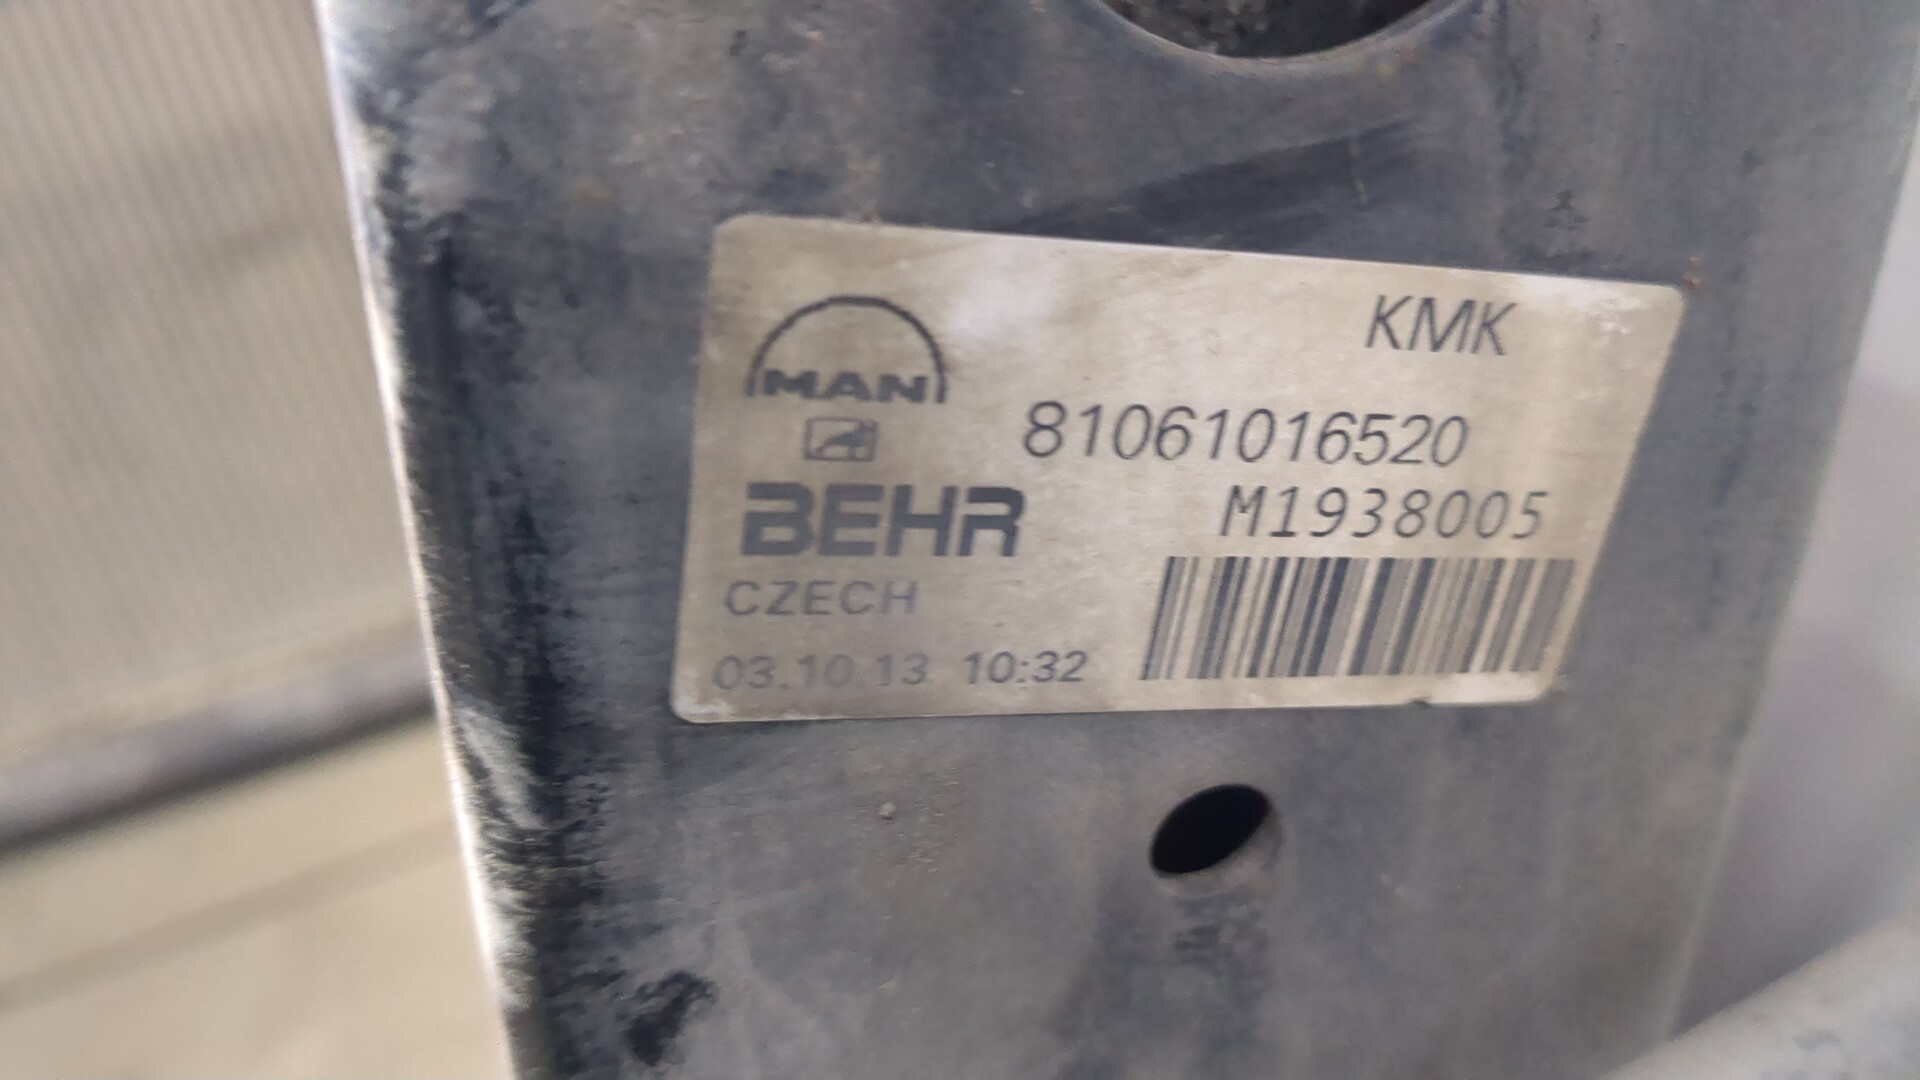 KMK
MAN
81061016520
BEHR
M1938005
CZECH
03.10.13 10:32